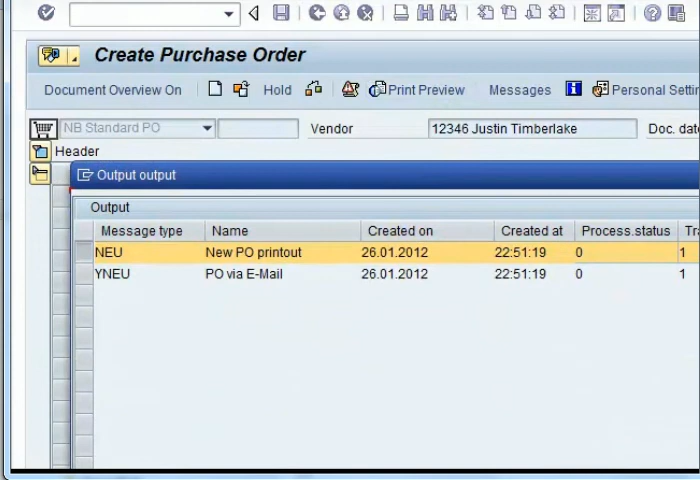 Create Purchase Order
Document Overview On Hold Print Preview Messages Personal Settin
NB Standard PO Vendor 12346 Justin Timberlake Doc. dat
Header
Output output
Output
Message type Name Created on Created at Process.status Tra
NEU New PO printout 26.01.2012 22:51:19 0 1
YNEU PO via E-Mail 26.01.2012 22:51:19 0 1